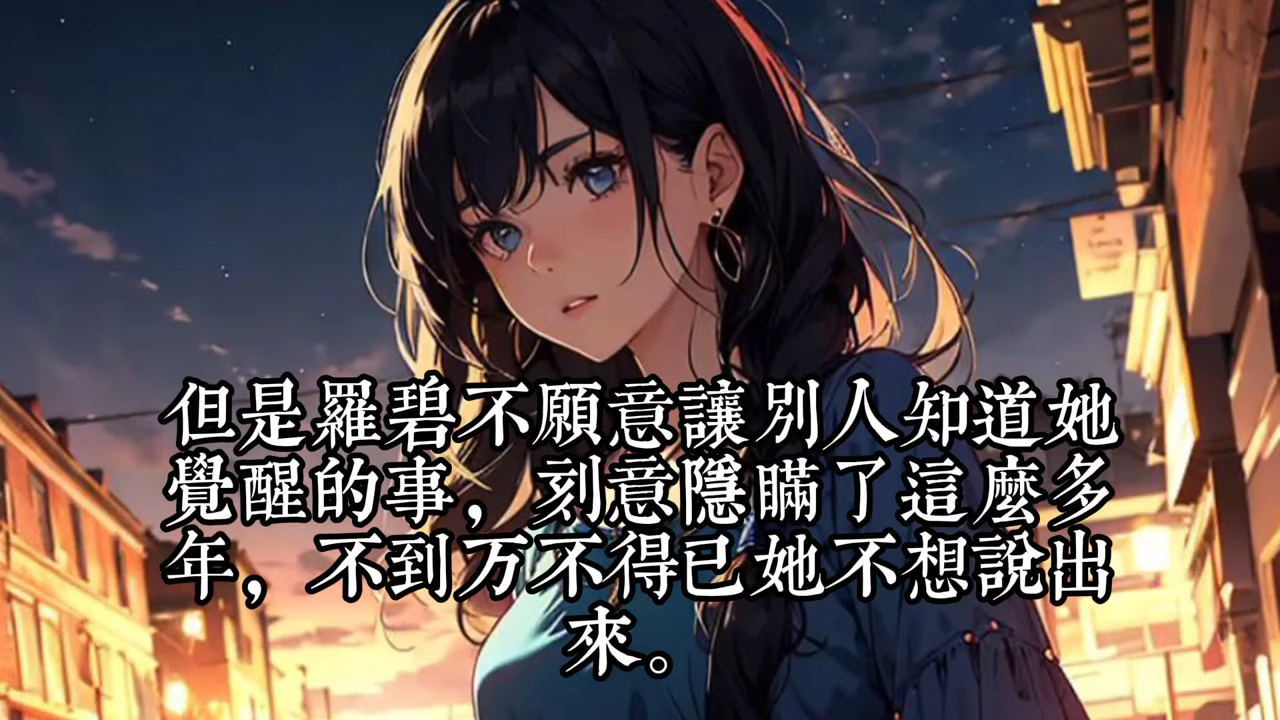 但是羅碧不願意讓別人知道她
覺醒的事，刻意隱瞞了這麼多
年，不到万不得已她不想說出
來。